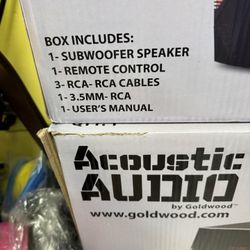 BOX INCLUDES:
1- SUBWOOFER SPEAKER
1- REMOTE CONTROL
3- RCA- RCA CABLES
1- 3.5MM- RCA
1- USER'S MANUAL
Acoustic
AUDIO
by Goldwood™
www.goldwood.com